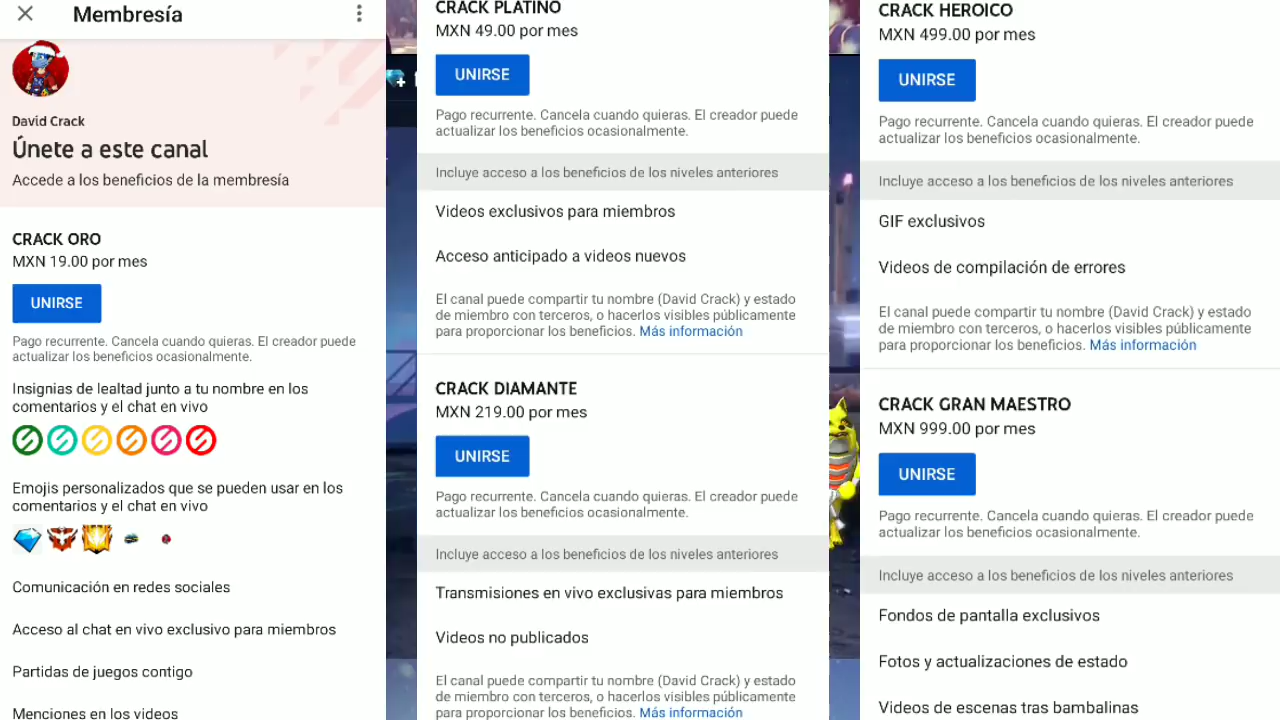 Membresía
David Crack
Únete a este canal
Accede a los beneficios de la membresía
CRACK ORO
MXN 19.00 por mes
UNIRSE
Pago recurrente. Cancela cuando quieras. El creador puede
actualizar los beneficios ocasionalmente.
Insignias de lealtad junto a tu nombre en los
comentarios y el chat en vivo
Emojis personalizados que se pueden usar en los
comentarios y el chat en vivo
Comunicación en redes sociales
Acceso al chat en vivo exclusivo para miembros
Partidas de juegos contigo
Menciones en los videos
CRACK PLATINO
MXN 49.00 por mes
UNIRSE
Pago recurrente. Cancela cuando quieras. El creador puede
actualizar los beneficios ocasionalmente.
Incluye acceso a los beneficios de los niveles anteriores
Videos exclusivos para miembros
Acceso anticipado a videos nuevos
El canal puede compartir tu nombre (David Crack) y estado
de miembro con terceros, o hacerlos visibles públicamente
para proporcionar los beneficios. Más información
CRACK DIAMANTE
MXN 219.00 por mes
UNIRSE
Pago recurrente. Cancela cuando quieras. El creador puede
actualizar los beneficios ocasionalmente.
Incluye acceso a los beneficios de los niveles anteriores
Transmisiones en vivo exclusivas para miembros
Videos no publicados
El canal puede compartir tu nombre (David Crack) y estado
de miembro con terceros, o hacerlos visibles públicamente
para proporcionar los beneficios. Más información
CRACK HEROICO
MXN 499.00 por mes
UNIRSE
Pago recurrente. Cancela cuando quieras. El creador puede
actualizar los beneficios ocasionalmente.
Incluye acceso a los beneficios de los niveles anteriores
GIF exclusivos
Videos de compilación de errores
El canal puede compartir tu nombre (David Crack) y estado
de miembro con terceros, o hacerlos visibles públicamente
para proporcionar los beneficios. Más información
CRACK GRAN MAESTRO
MXN 999.00 por mes
UNIRSE
Pago recurrente. Cancela cuando quieras. El creador puede
actualizar los beneficios ocasionalmente.
Incluye acceso a los beneficios de los niveles anteriores
Fondos de pantalla exclusivos
Fotos y actualizaciones de estado
Videos de escenas tras bambalinas